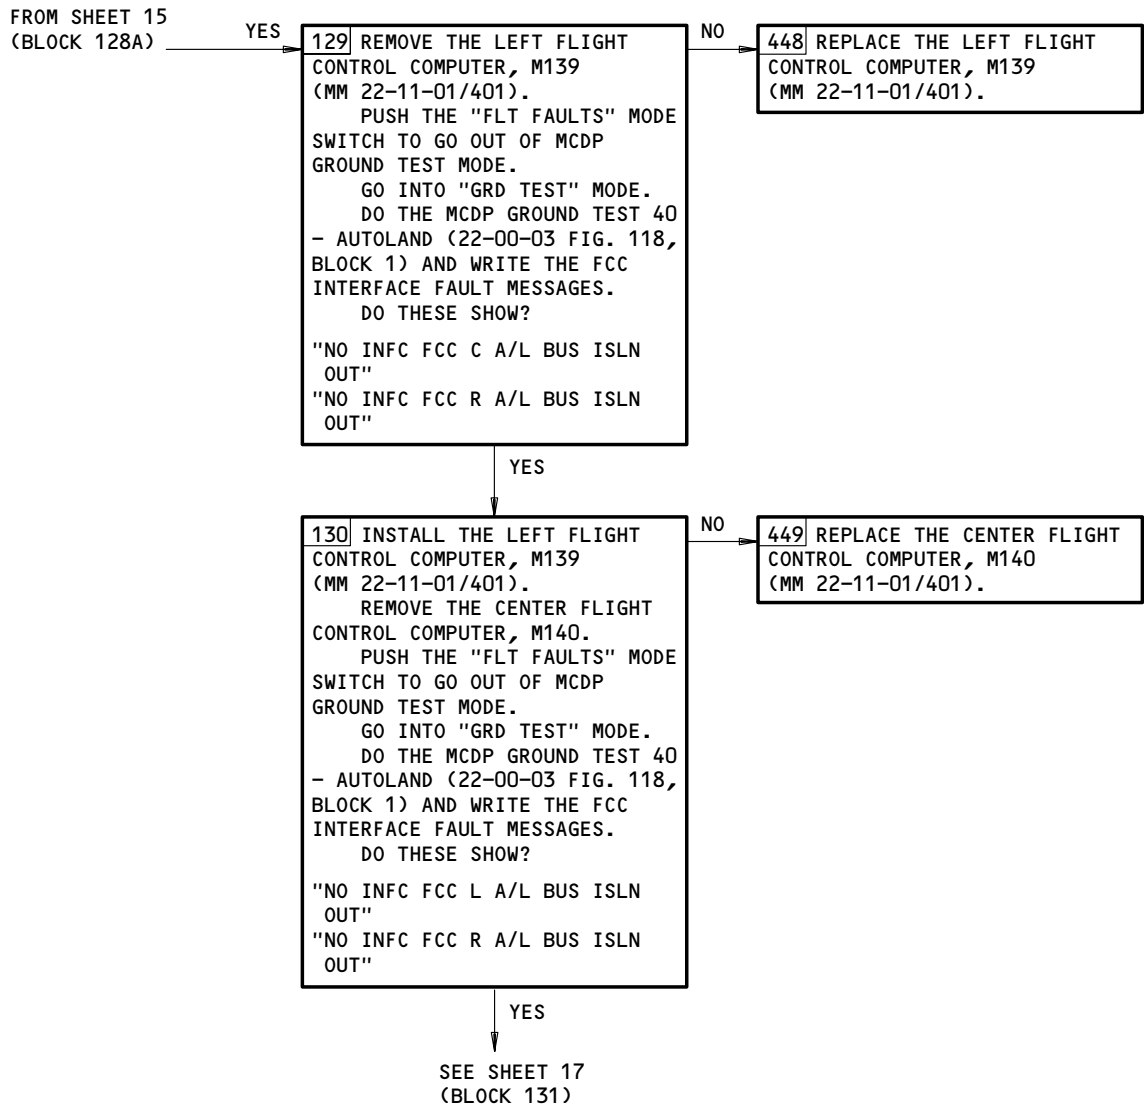 FROM SHEET 15
(BLOCK 128A)
YES
129 REMOVE THE LEFT FLIGHT
CONTROL COMPUTER, M139
(MM 22-11-01/401).
PUSH THE "FLT FAULTS" MODE
SWITCH TO GO OUT OF MCDP
GROUND TEST MODE.
GO INTO "GRD TEST" MODE.
DO THE MCDP GROUND TEST 40
- AUTOLAND (22-00-03 FIG. 118,
BLOCK 1) AND WRITE THE FCC
INTERFACE FAULT MESSAGES.
DO THESE SHOW?
"NO INFC FCC C A/L BUS ISLN
OUT"
"NO INFC FCC R A/L BUS ISLN
OUT"
NO
448 REPLACE THE LEFT FLIGHT
CONTROL COMPUTER, M139
(MM 22-11-01/401).
YES
130 INSTALL THE LEFT FLIGHT
CONTROL COMPUTER, M139
(MM 22-11-01/401).
REMOVE THE CENTER FLIGHT
CONTROL COMPUTER, M140.
PUSH THE "FLT FAULTS" MODE
SWITCH TO GO OUT OF MCDP
GROUND TEST MODE.
GO INTO "GRD TEST" MODE.
DO THE MCDP GROUND TEST 40
- AUTOLAND (22-00-03 FIG. 118,
BLOCK 1) AND WRITE THE FCC
INTERFACE FAULT MESSAGES.
DO THESE SHOW?
"NO INFC FCC L A/L BUS ISLN
OUT"
"NO INFC FCC R A/L BUS ISLN
OUT"
NO
449 REPLACE THE CENTER FLIGHT
CONTROL COMPUTER, M140
(MM 22-11-01/401).
YES
SEE SHEET 17
(BLOCK 131)